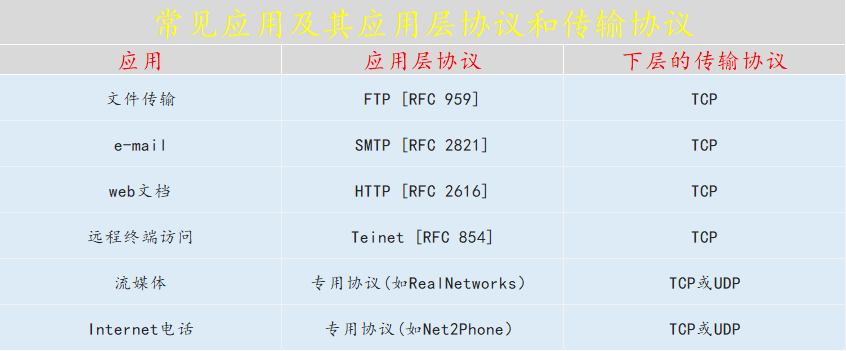 常见应用及其应用层协议和传输协议
应用 应用层协议 下层的传输协议
文件传输 FTP [RFC 959] TCP
e-mail SMTP [RFC 2821] TCP
web文档 HTTP [RFC 2616] TCP
远程终端访问 Teinet [RFC 854] TCP
流媒体 专用协议(如RealNetworks) TCP或UDP
Internet电话 专用协议(如Net2Phone) TCP或UDP